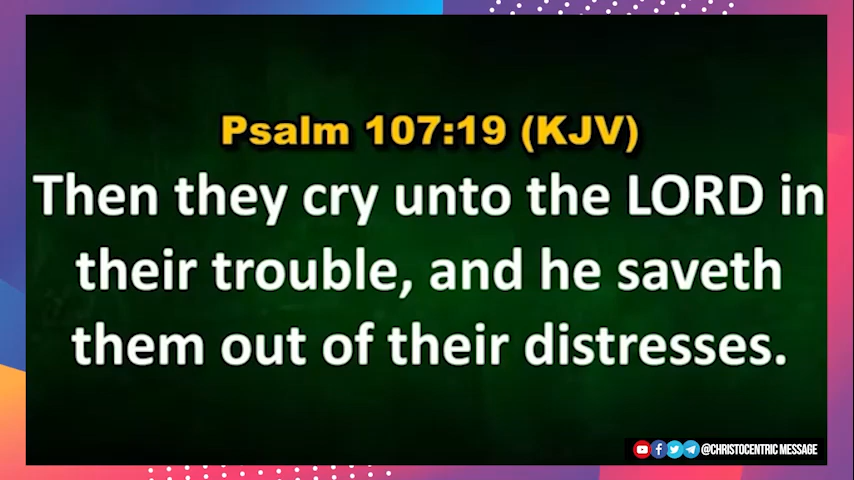 Psalm 107:19 (KJV)
Then they cry unto the LORD in
their trouble, and he saveth
them out of their distresses.
@CHRISTOCENTRIC MESSAGE